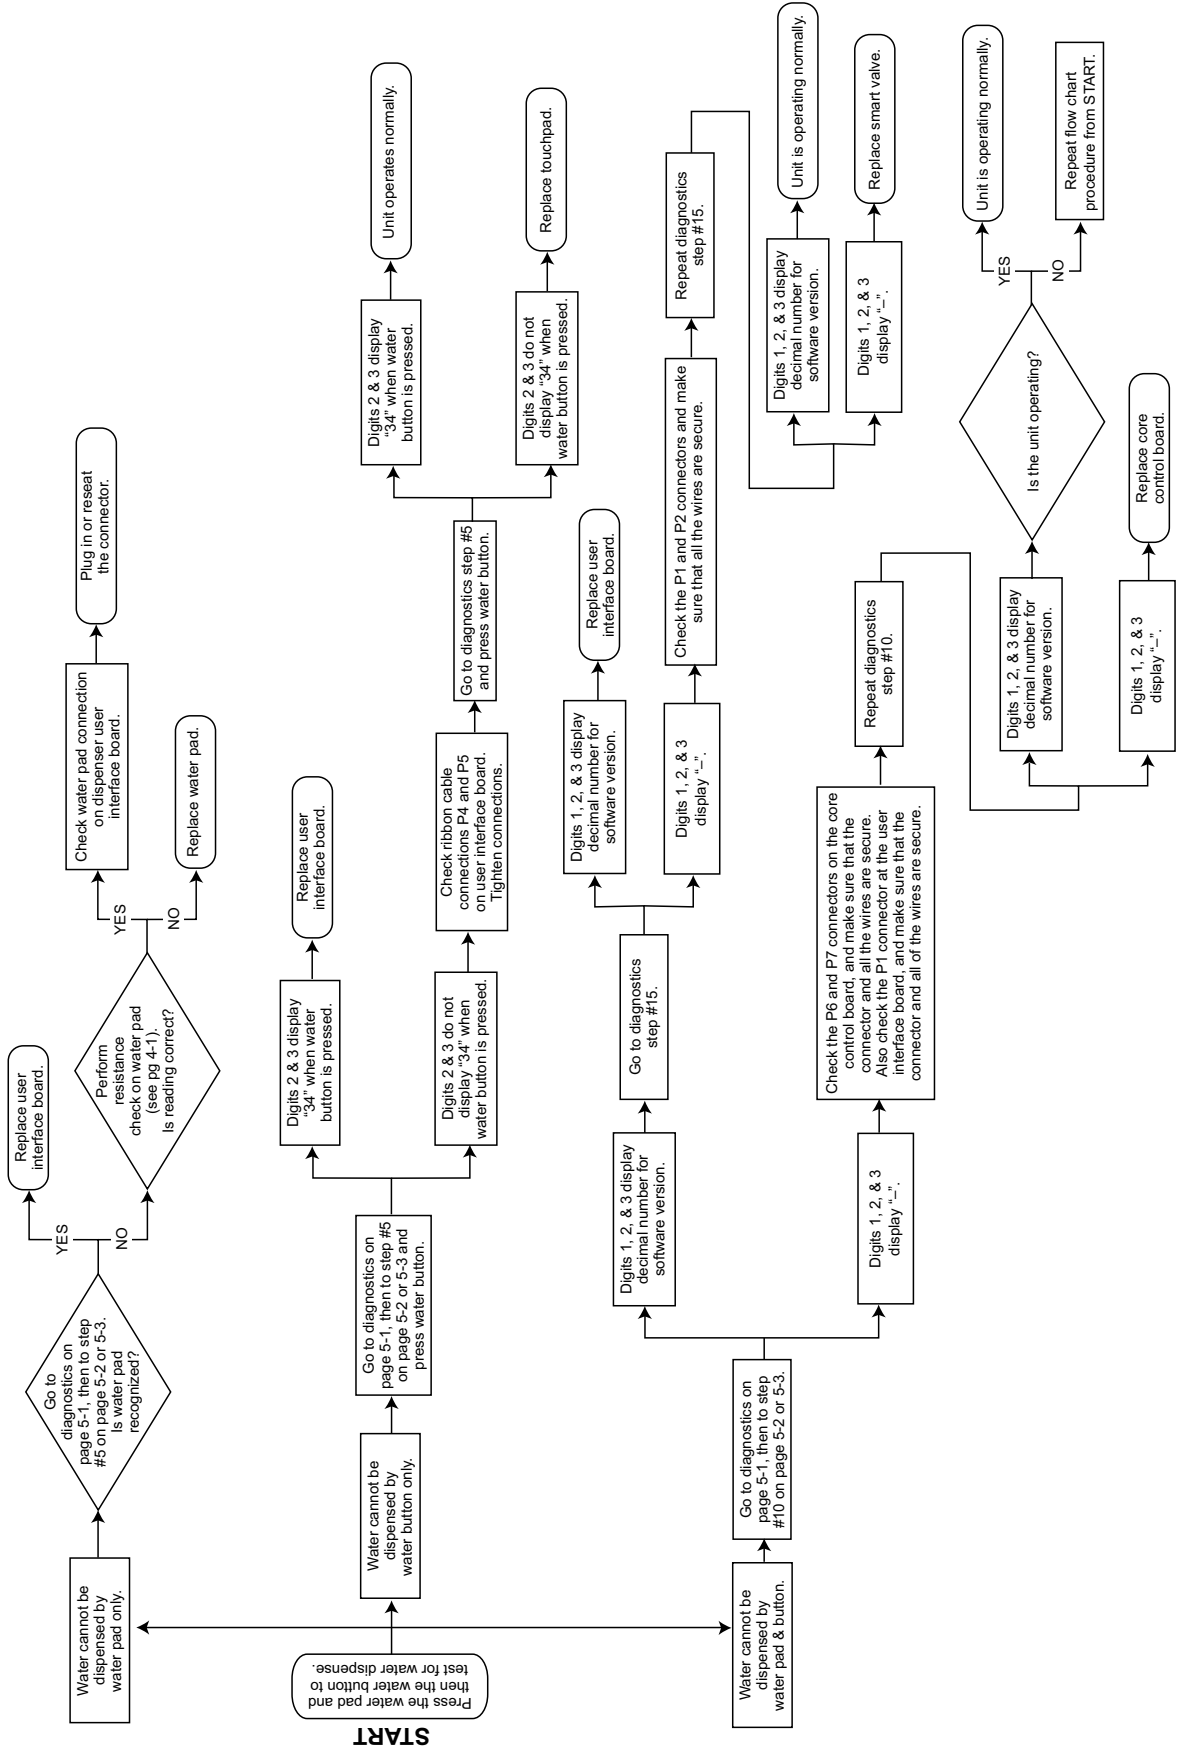 START
Press the water pad and
then the water button to
test for water dispense.
Water cannot be
dispensed by
water pad only.
Go to
diagnostics on
page 5-1, then to step
#5 on page 5-2 or 5-3.
Is water pad
recognized?
YES
Replace user
interface board.
NO
Perform
resistance
check on water pad
(see pg 4-1).
Is reading correct?
YES
Check water pad connection
on dispenser user
interface board.
Plug in or reseat
the connector.
NO
Replace water pad.
Water cannot be
dispensed by
water button only.
Go to diagnostics on
page 5-1, then to step #5
on page 5-2 or 5-3 and
press water button.
Digits 2 & 3 display
“34” when water
button is pressed.
Replace user
interface board.
Digits 2 & 3 do not
display “34” when
water button is pressed.
Check ribbon cable
connections P4 and P5
on user interface board.
Tighten connections.
Go to diagnostics step #5
and press water button.
Digits 2 & 3 display
“34” when water
button is pressed.
Unit operates normally.
Digits 2 & 3 do not
display “34” when
water button is pressed.
Replace touchpad.
Water cannot be
dispensed by
water pad & button.
Go to diagnostics on
page 5-1, then to step
#10 on page 5-2 or 5-3.
Digits 1, 2, & 3 display
decimal number for
software version.
Go to diagnostics
step #15.
Digits 1, 2, & 3 display
decimal number for
software version.
Replace user
interface board.
Digits 1, 2, & 3
display “–”.
Check the P1 and P2 connectors and make
sure that all the wires are secure.
Repeat diagnostics
step #15.
Digits 1, 2, & 3 display
decimal number for
software version.
Unit is operating normally.
Digits 1, 2, & 3
display “–”.
Replace smart valve.
Digits 1, 2, & 3
display “–”.
Check the P6 and P7 connectors on the core
control board, and make sure that the
connector and all the wires are secure.
Also check the P1 connector at the user
interface board, and make sure that the
connector and all of the wires are secure.
Repeat diagnostics
step #10.
Digits 1, 2, & 3 display
decimal number for
software version.
Is the unit operating?
YES
Unit is operating normally.
NO
Repeat flow chart
procedure from START.
Digits 1, 2, & 3
display “–”.
Replace core
control board.